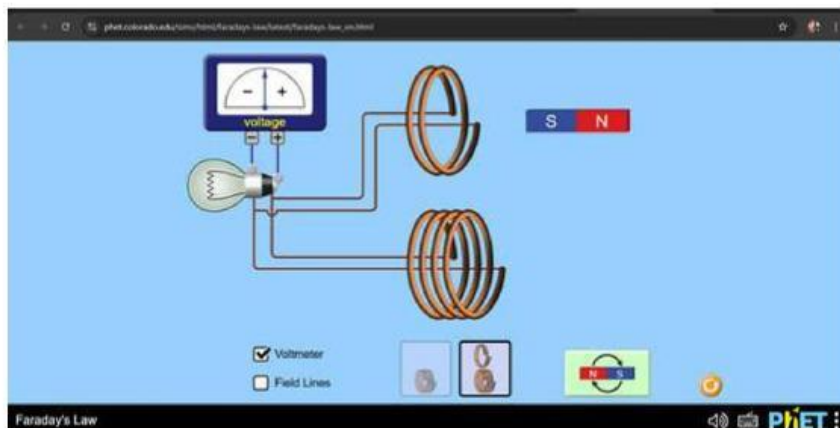 phet.colorado.edu/sims/html/faradays-law/latest/faradays-law_en.html
− +
voltage
− +
S N
Voltmeter
Field Lines
N S
Faraday's Law
PhET